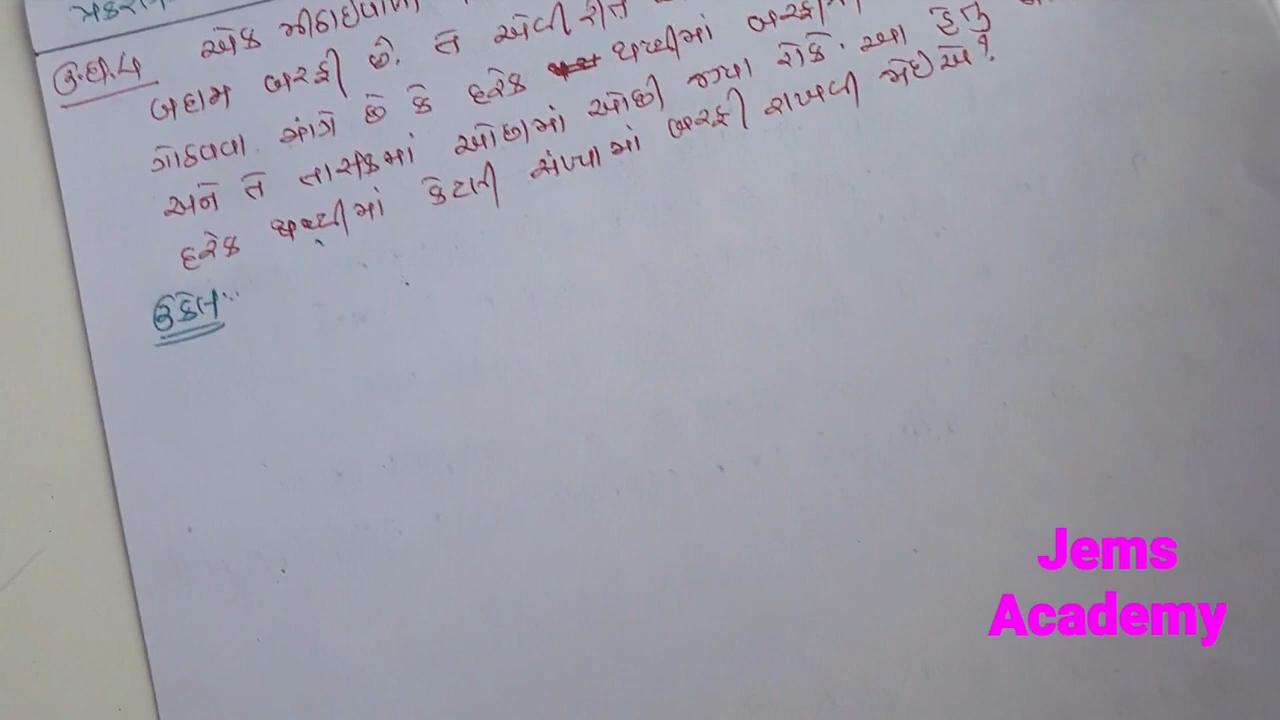 પ્રકરણ
ઉદા.4 એક મીઠાઈવાળા
બદામ બરફી છે. તે એવી રીતે
ગોઠવવા માંગે છે કે દરેક થપ્પીમાં બરફીની
અને તે તાસકમાં ઓછામાં ઓછી જગ્યા રોકે. આ હેતુ
દરેક થપ્પીમાં કેટલી સંખ્યામાં બરફી રાખવી જોઈએ?
ઉકેલ:
Jems
Academy